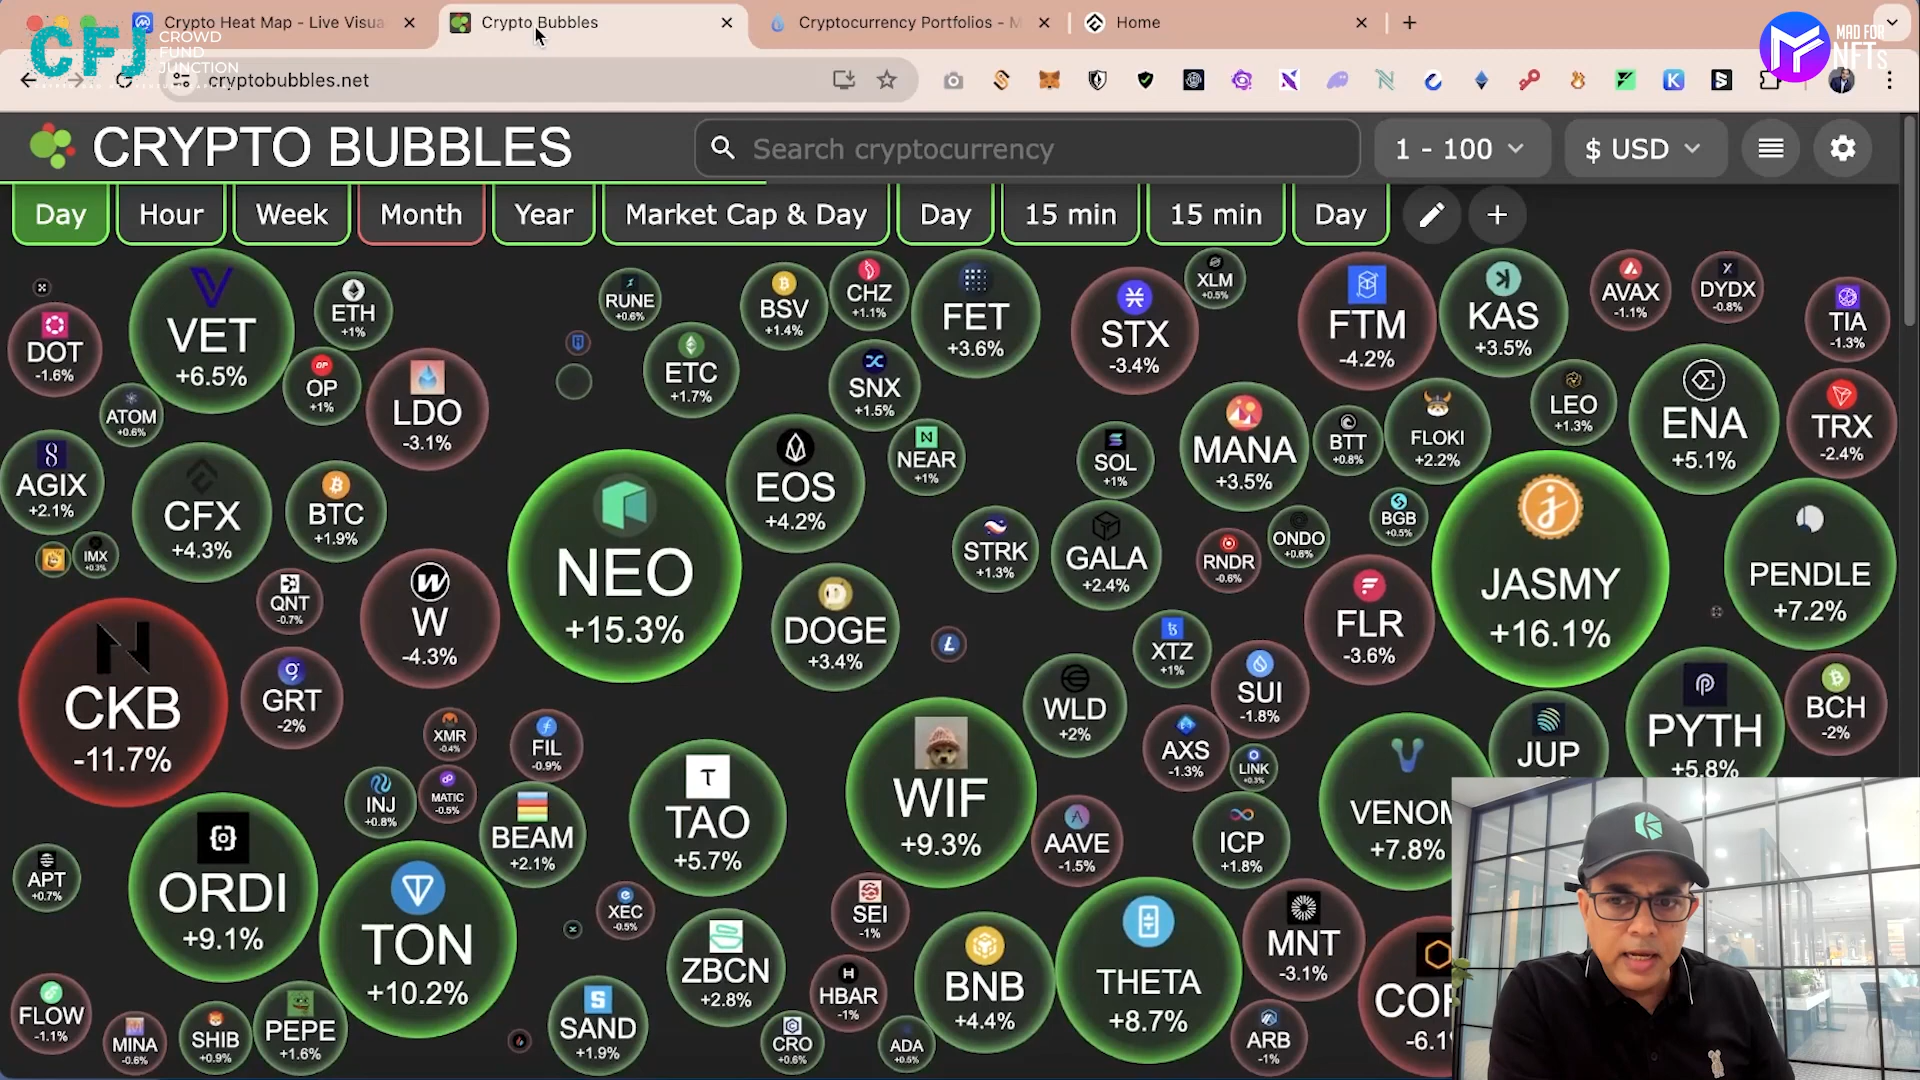 Crypto Heat Map - Live Visua
Crypto Bubbles
Cryptocurrency Portfolios - M
Home
CFJ
CROWD
FUND
JUNCTION
MAD FOR
NFTs
cryptobubbles.net
CRYPTO BUBBLES
Search cryptocurrency
1 - 100
$ USD
Day
Hour
Week
Month
Year
Market Cap & Day
Day
15 min
15 min
Day
DOT
-1.6%
VET
+6.5%
ETH
+1%
OP
+1%
LDO
-3.1%
ATOM
+0.6%
RUNE
+0.6%
ETC
+1.7%
BSV
+1.4%
CHZ
+1.1%
SNX
+1.5%
FET
+3.6%
STX
-3.4%
XLM
+0.5%
FTM
-4.2%
KAS
+3.5%
AVAX
-1.1%
DYDX
-0.8%
TIA
-1.3%
AGIX
+2.1%
CFX
+4.3%
BTC
+1.9%
IMX
+0.3%
NEO
+15.3%
EOS
+4.2%
NEAR
+1%
SOL
+1%
MANA
+3.5%
BTT
+0.8%
FLOKI
+2.2%
LEO
+1.3%
ENA
+5.1%
TRX
-2.4%
QNT
-0.7%
W
-4.3%
DOGE
+3.4%
STRK
+1.3%
GALA
+2.4%
RNDR
-0.6%
ONDO
+0.6%
BGB
+0.5%
FLR
-3.6%
JASMY
+16.1%
PENDLE
+7.2%
CKB
-11.7%
GRT
-2%
XMR
-0.4%
FIL
-0.9%
XTZ
+1%
SUI
-1.8%
WLD
+2%
AXS
-1.3%
LINK
+0.3%
JUP
PYTH
+5.8%
BCH
-2%
INJ
+0.8%
MATIC
-0.5%
BEAM
+2.1%
TAO
+5.7%
WIF
+9.3%
AAVE
-1.5%
ICP
+1.8%
VENOM
+7.8%
APT
+0.7%
ORDI
+9.1%
TON
+10.2%
XEC
-0.5%
ZBCN
+2.8%
SEI
-1%
HBAR
-1%
BNB
+4.4%
THETA
+8.7%
MNT
-3.1%
COR
-6.1%
FLOW
-1.1%
MINA
-0.6%
SHIB
+0.9%
PEPE
+1.6%
SAND
+1.9%
CRO
+0.6%
ADA
+0.5%
ARB
-1%